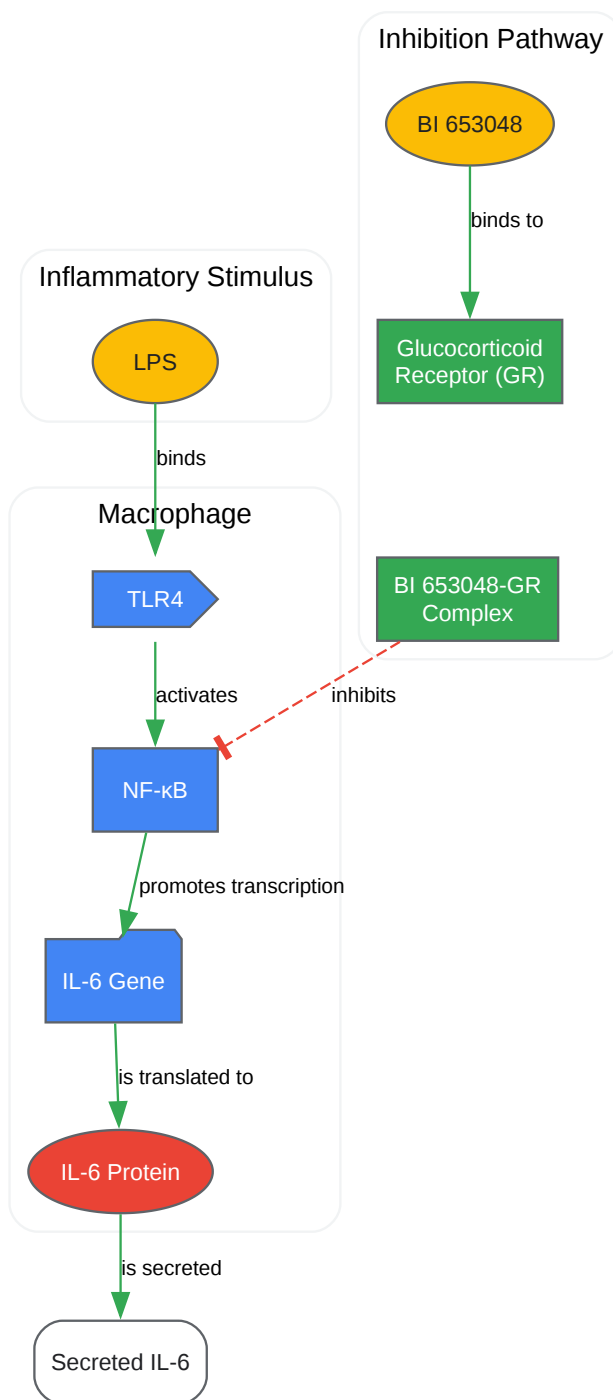 Inhibition Pathway
BI 653048
binds to
Inflammatory Stimulus
LPS
Glucocorticoid
Receptor (GR)
binds
Macrophage
TLR4
BI 653048-GR
Complex
activates
inhibits
NF-κB
promotes transcription
IL-6 Gene
is translated to
IL-6 Protein
is secreted
Secreted IL-6